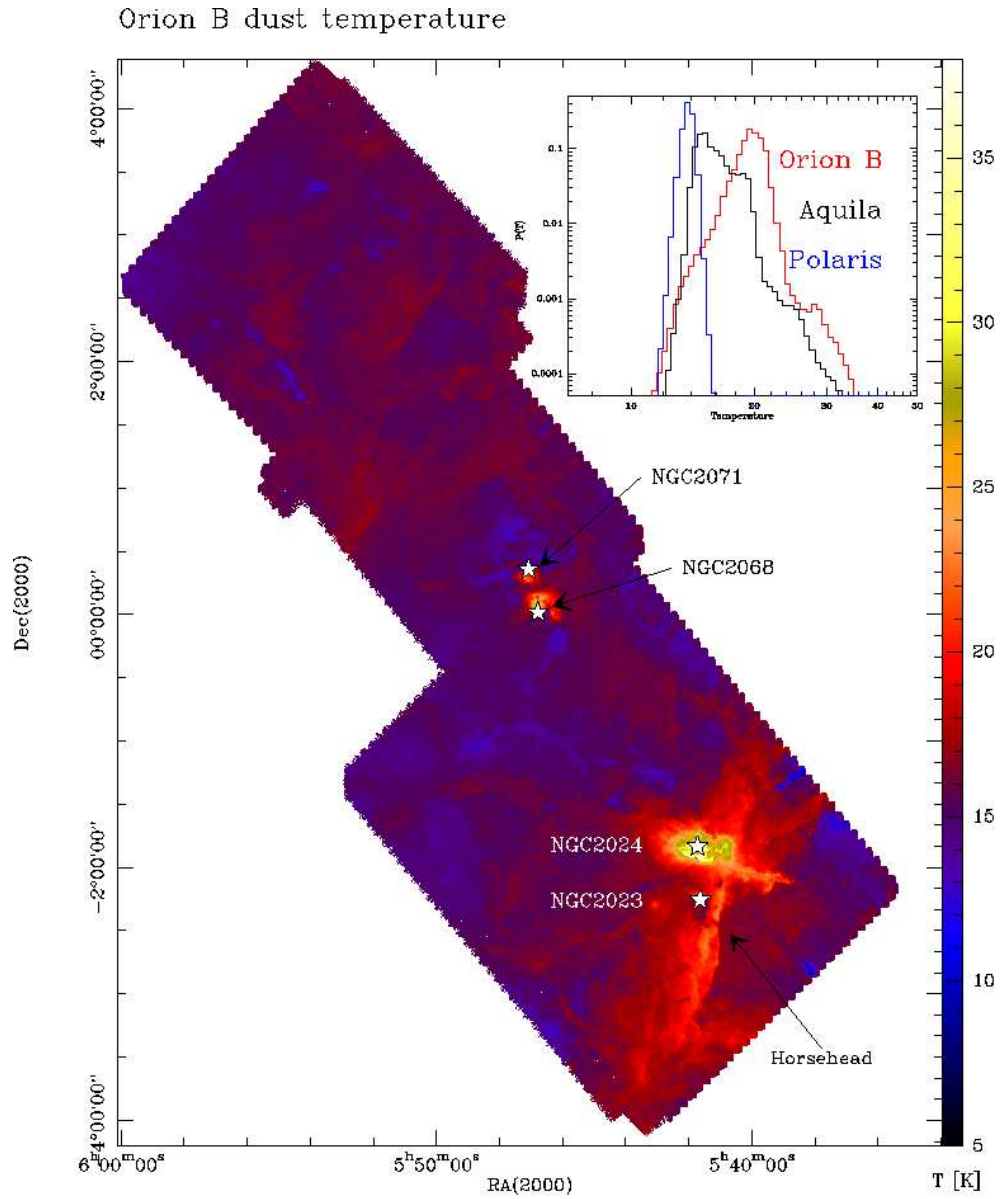 Orion B dust temperature
4°00'00"
2°00'00"
00°00'00"
-2°00'00"
-4°00'00"
Dec(2000)
6ʰ00ᵐ00ˢ
5ʰ50ᵐ00ˢ
5ʰ40ᵐ00ˢ
RA(2000)
0.1
0.01
0.001
0.0001
P(T)
10
20
30
40
50
Temperature
Orion B
Aquila
Polaris
NGC2071
NGC2068
NGC2024
NGC2023
Horsehead
35
30
25
20
15
10
5
T [K]